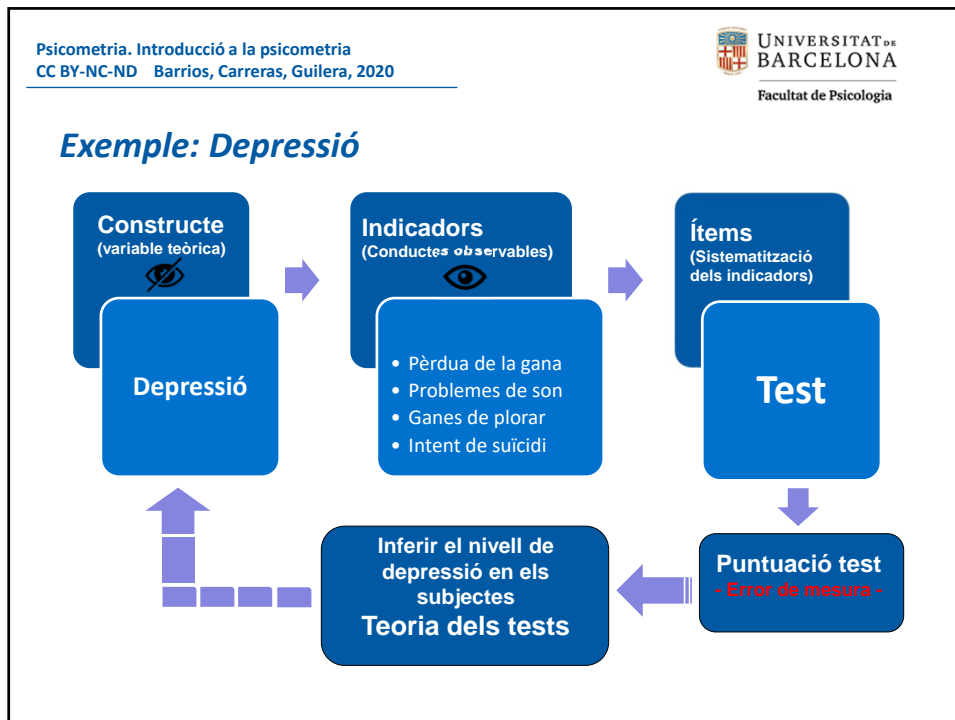 Psicometria. Introducció a la psicometria
CC BY-NC-ND Barrios, Carreras, Guilera, 2020
UNIVERSITAT DE
BARCELONA
Facultat de Psicologia
Exemple: Depressió
Constructe
(variable teòrica)
Depressió
Indicadors
(Conductes observables)
• Pèrdua de la gana
• Problemes de son
• Ganes de plorar
• Intent de suïcidi
Ítems
(Sistematització
dels indicadors)
Test
Puntuació test
- Error de mesura -
Inferir el nivell de
depressió en els
subjectes
Teoria dels tests